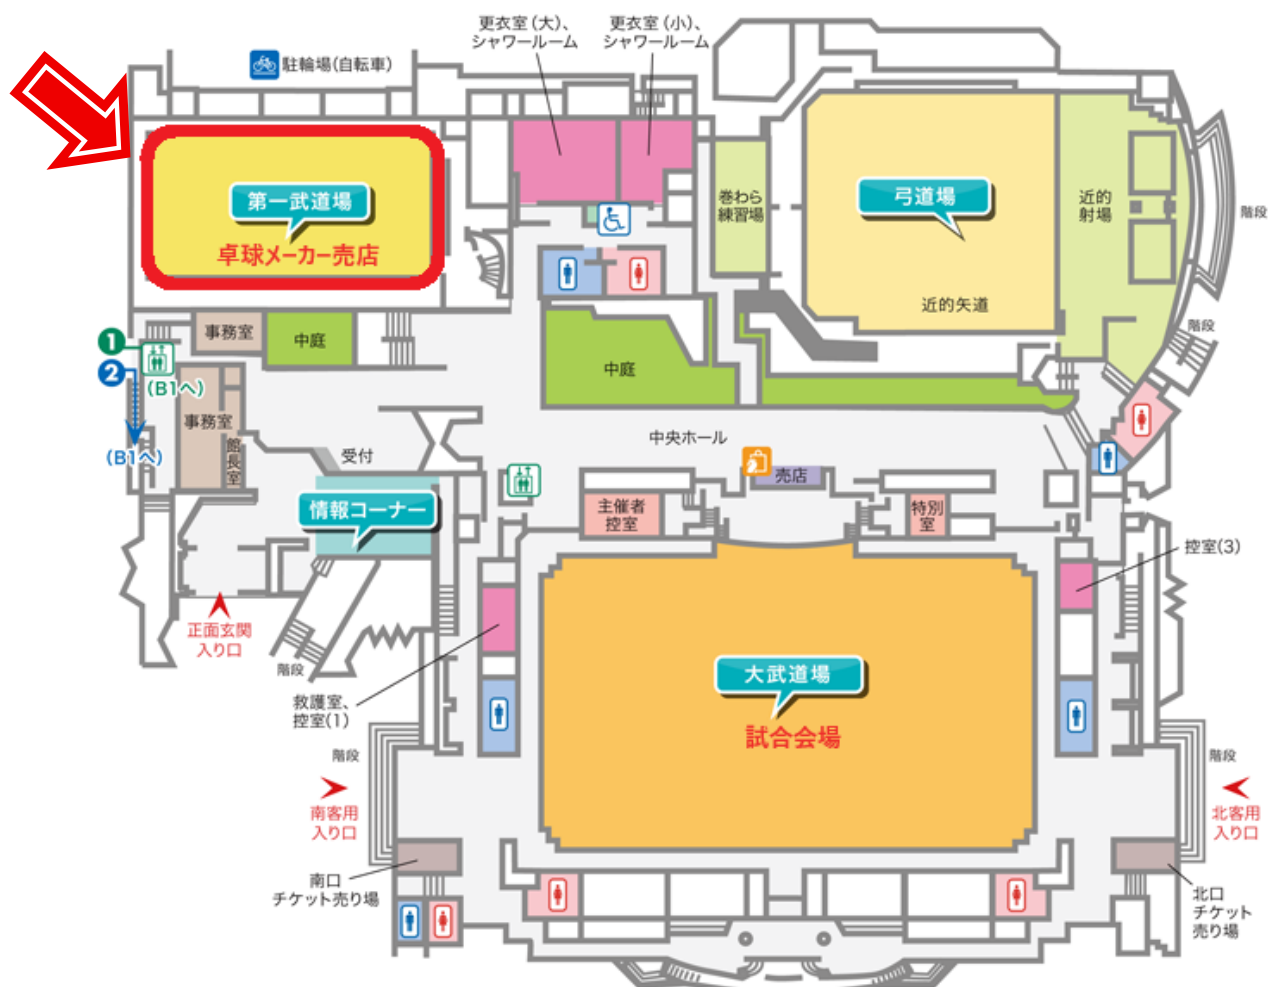 更衣室(大)、
シャワールーム
更衣室(小)、
シャワールーム
駐輪場(自転車)
第一武道場
卓球メーカー売店
巻わら
練習場
弓道場
近的
射場
階段
近的矢道
階段
事務室
中庭
中庭
1
2
(B1へ)
事務室
館長室
(B1へ)
受付
中央ホール
売店
情報コーナー
主催者
控室
特別
室
控室(3)
正面玄関
入り口
階段
救護室、
控室(1)
大武道場
試合会場
階段
南客用
入り口
階段
北客用
入り口
南口
チケット売り場
北口
チケット
売り場